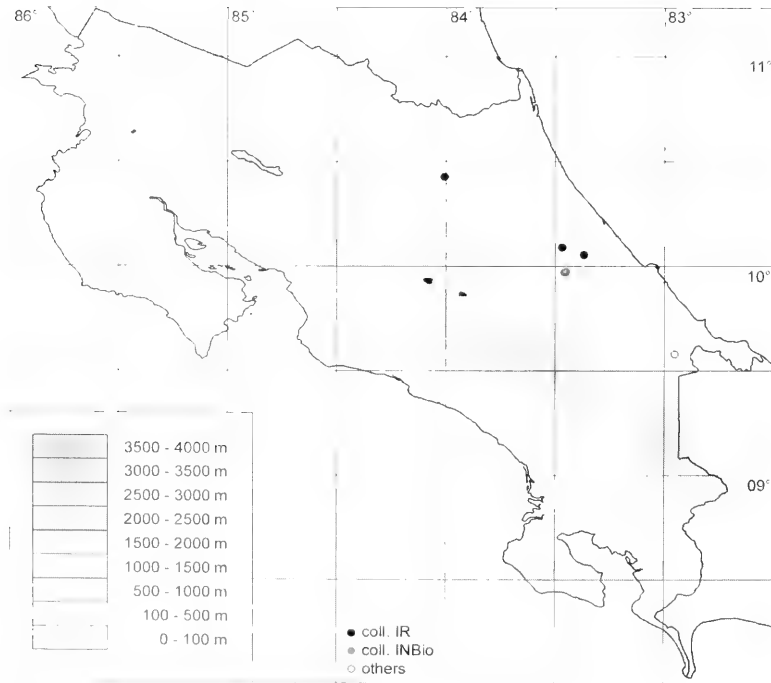 86° 85° 84° 83°
11°
10°
09°
3500 - 4000 m
3000 - 3500 m
2500 - 3000 m
2000 - 2500 m
1500 - 2000 m
1000 - 1500 m
500 - 1000 m
100 - 500 m
0 - 100 m
coll. IR
coll. INBio
others